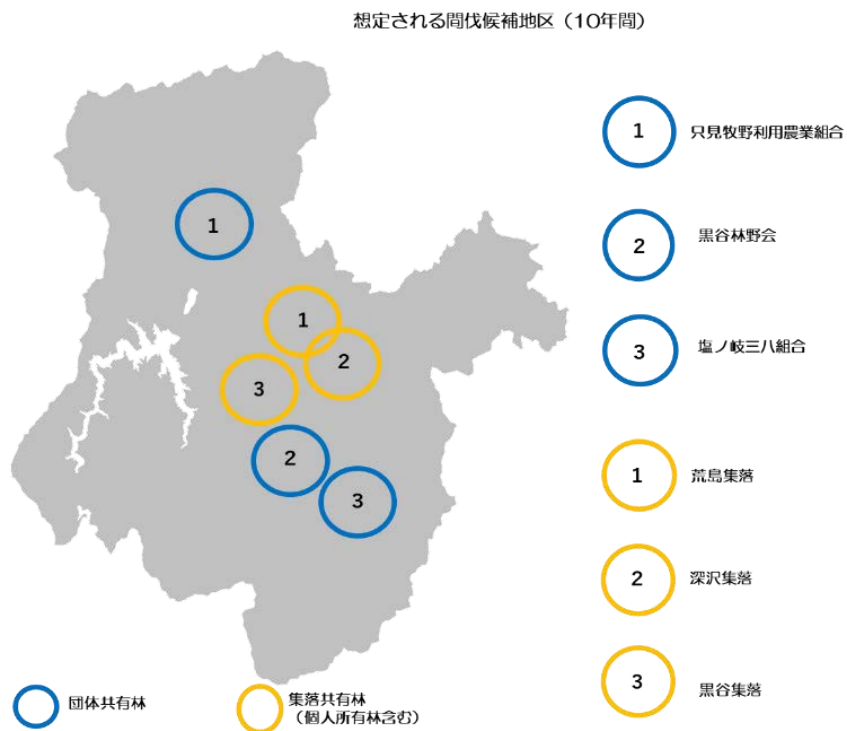 想定される間伐候補地区（10年間）
1
1
2
3
2
3
1 只見牧野利用農業組合
2 黒谷林野会
3 塩ノ岐三八組合
1 荒島集落
2 深沢集落
3 黒谷集落
団体共有林
集落共有林
（個人所有林含む）